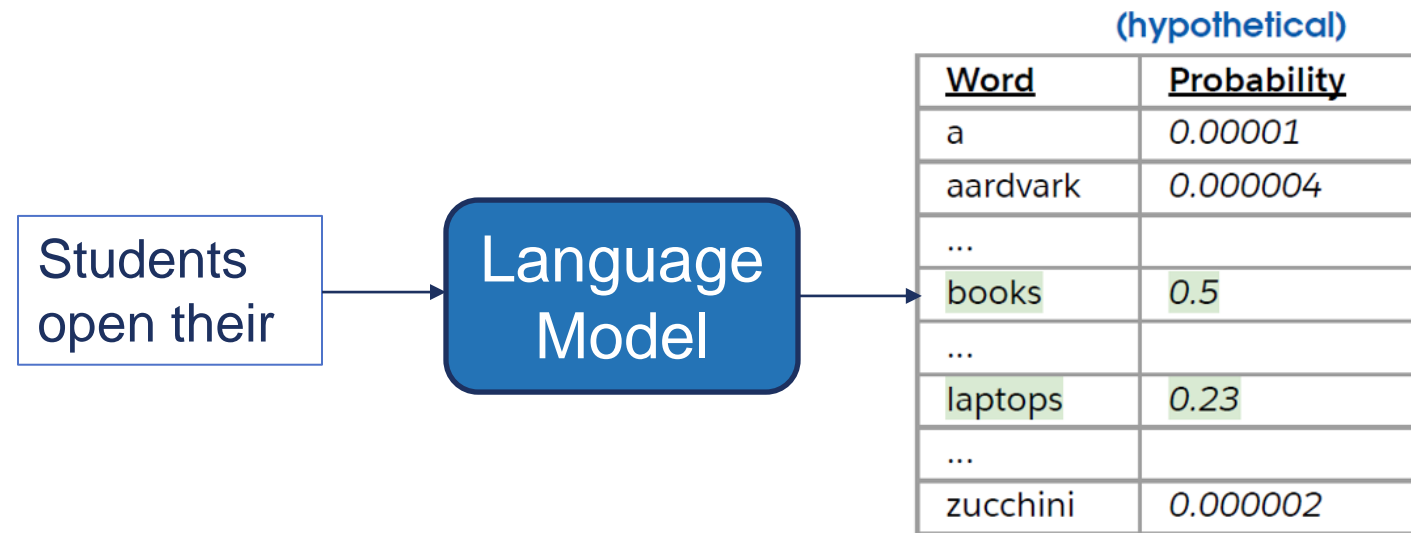 (hypothetical)
Word Probability
a 0.00001
aardvark 0.000004
...
books 0.5
...
laptops 0.23
...
zucchini 0.000002
Students
open their
Language
Model